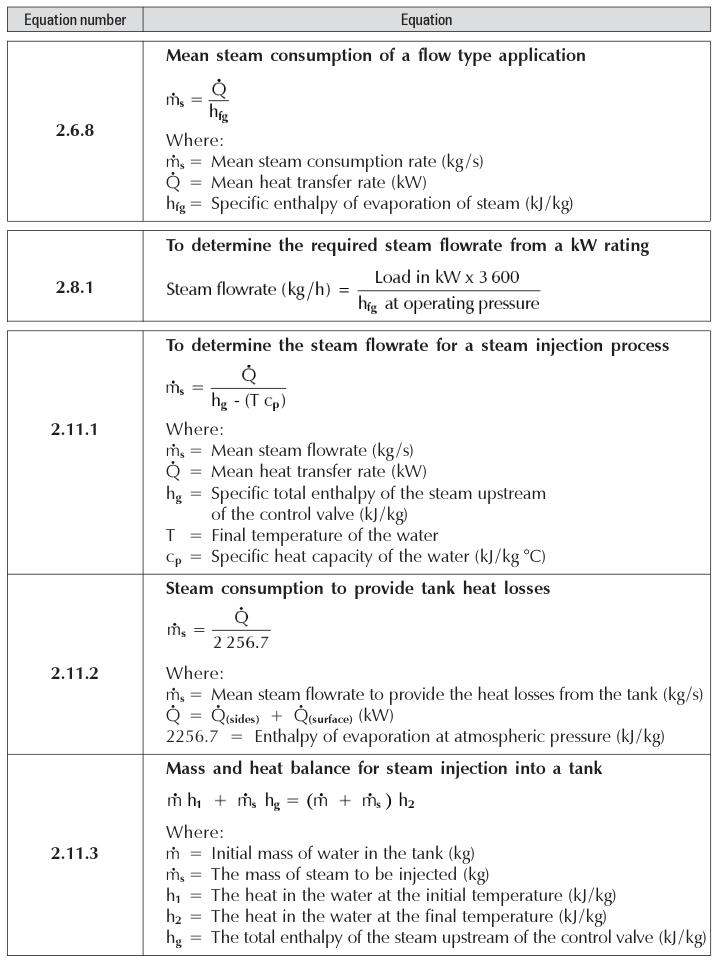 Equation number Equation
2.6.8
Mean steam consumption of a flow type application
ṁs = Q̇ / hfg
Where:
ṁs = Mean steam consumption rate (kg/s)
Q̇ = Mean heat transfer rate (kW)
hfg = Specific enthalpy of evaporation of steam (kJ/kg)
2.8.1
To determine the required steam flowrate from a kW rating
Steam flowrate (kg/h) = Load in kW x 3 600 / hfg at operating pressure
2.11.1
To determine the steam flowrate for a steam injection process
ṁs = Q̇ / hg - (T cp)
Where:
ṁs = Mean steam flowrate (kg/s)
Q̇ = Mean heat transfer rate (kW)
hg = Specific total enthalpy of the steam upstream
of the control valve (kJ/kg)
T = Final temperature of the water
cp = Specific heat capacity of the water (kJ/kg °C)
2.11.2
Steam consumption to provide tank heat losses
ṁs = Q̇ / 2 256.7
Where:
ṁs = Mean steam flowrate to provide the heat losses from the tank (kg/s)
Q̇ = Q̇(sides) + Q̇(surface) (kW)
2256.7 = Enthalpy of evaporation at atmospheric pressure (kJ/kg)
2.11.3
Mass and heat balance for steam injection into a tank
ṁ h1 + ṁs hg = (ṁ + ṁs) h2
Where:
ṁ = Initial mass of water in the tank (kg)
ṁs = The mass of steam to be injected (kg)
h1 = The heat in the water at the initial temperature (kJ/kg)
h2 = The heat in the water at the final temperature (kJ/kg)
hg = The total enthalpy of the steam upstream of the control valve (kJ/kg)